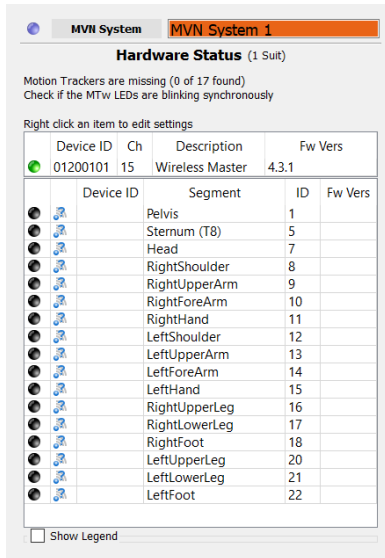 MVN System MVN System 1
Hardware Status (1 Suit)
Motion Trackers are missing (0 of 17 found)
Check if the MTw LEDs are blinking synchronously
Right click an item to edit settings
Device ID Ch Description Fw Vers
01200101 15 Wireless Master 4.3.1
Device ID Segment ID Fw Vers
Pelvis 1
Sternum (T8) 5
Head 7
RightShoulder 8
RightUpperArm 9
RightForeArm 10
RightHand 11
LeftShoulder 12
LeftUpperArm 13
LeftForeArm 14
LeftHand 15
RightUpperLeg 16
RightLowerLeg 17
RightFoot 18
LeftUpperLeg 20
LeftLowerLeg 21
LeftFoot 22
Show Legend